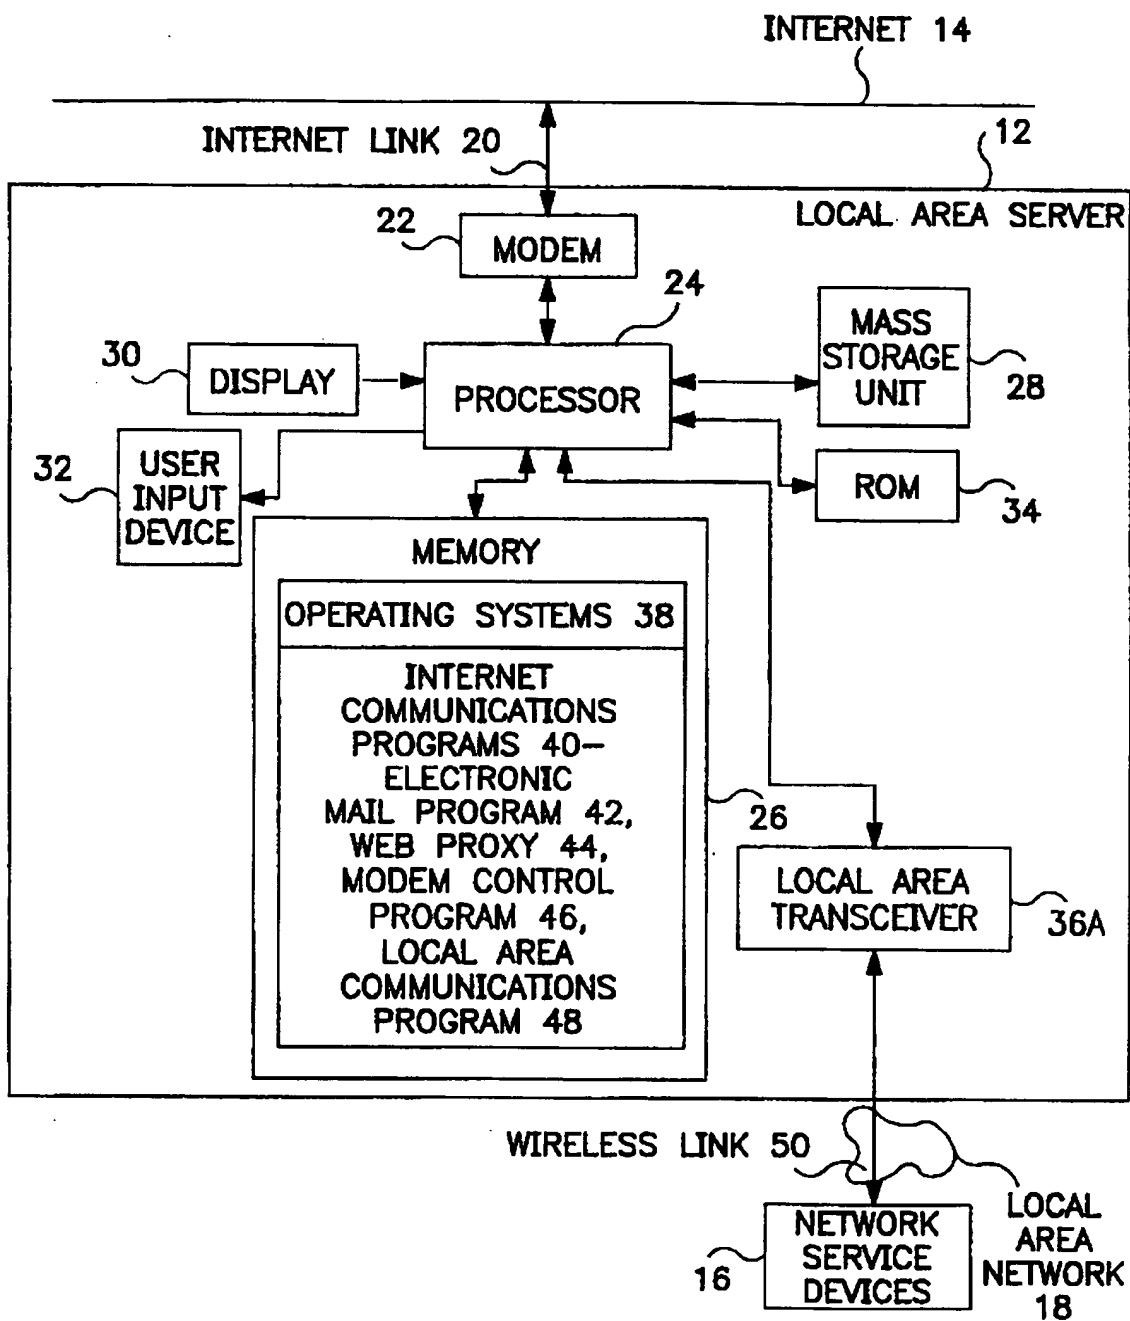 INTERNET 14
INTERNET LINK 20
12
LOCAL AREA SERVER
22
MODEM
24
30
DISPLAY
PROCESSOR
MASS
STORAGE
UNIT
28
32
USER
INPUT
DEVICE
ROM
34
MEMORY
OPERATING SYSTEMS 38
INTERNET
COMMUNICATIONS
PROGRAMS 40–
ELECTRONIC
MAIL PROGRAM 42,
WEB PROXY 44,
MODEM CONTROL
PROGRAM 46,
LOCAL AREA
COMMUNICATIONS
PROGRAM 48
26
LOCAL AREA
TRANSCEIVER
36A
WIRELESS LINK 50
NETWORK
SERVICE
DEVICES
16
LOCAL
AREA
NETWORK
18